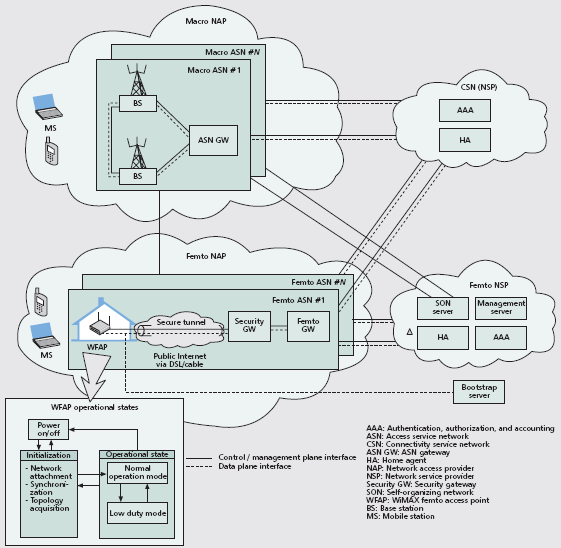 Macro NAP
Macro ASN #N
Macro ASN #1
BS
ASN GW
BS
MS
CSN (NSP)
AAA
HA
Femto NAP
Femto ASN #N
Femto ASN #1
Secure tunnel
Security
GW
Femto
GW
WFAP
Public Internet
via DSL/cable
MS
Femto NSP
SON
server
Management
server
Δ
HA
AAA
Bootstrap
server
WFAP operational states
Power
on/off
Initialization
- Network
attachment
- Synchroni-
zation
- Topology
acquisition
Operational state
Normal
operation mode
Low duty mode
Control / management plane interface
Data plane interface
AAA: Authentication, authorization, and accounting
ASN: Access service network
CSN: Connectivity service network
ASN GW: ASN gateway
HA: Home agent
NAP: Network access provider
NSP: Network service provider
Security GW: Security gateway
SON: Self-organizing network
WFAP: WiMAX femto access point
BS: Base station
MS: Mobile station